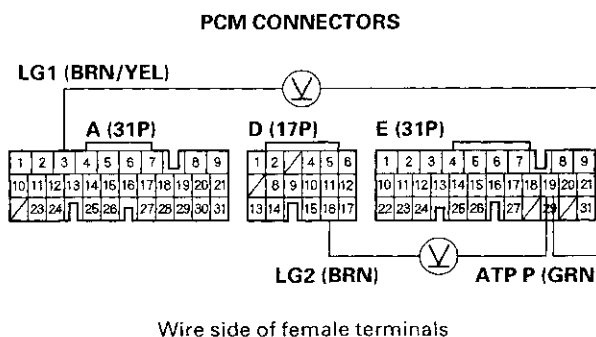 PCM CONNECTORS
LG1 (BRN/YEL)
V
A (31P) D (17P) E (31P)
1 2 3 4 5 6 7 8 9 1 2 4 5 6 1 2 3 4 5 6 7 8 9
10 11 12 13 14 15 16 17 18 19 20 21 8 9 10 11 12 10 11 12 13 14 15 16 17 18 19 20 21
23 24 25 26 27 28 29 30 31 13 14 15 16 17 22 23 24 25 26 27 29 31
V
LG2 (BRN) ATP P (GRN
Wire side of female terminals